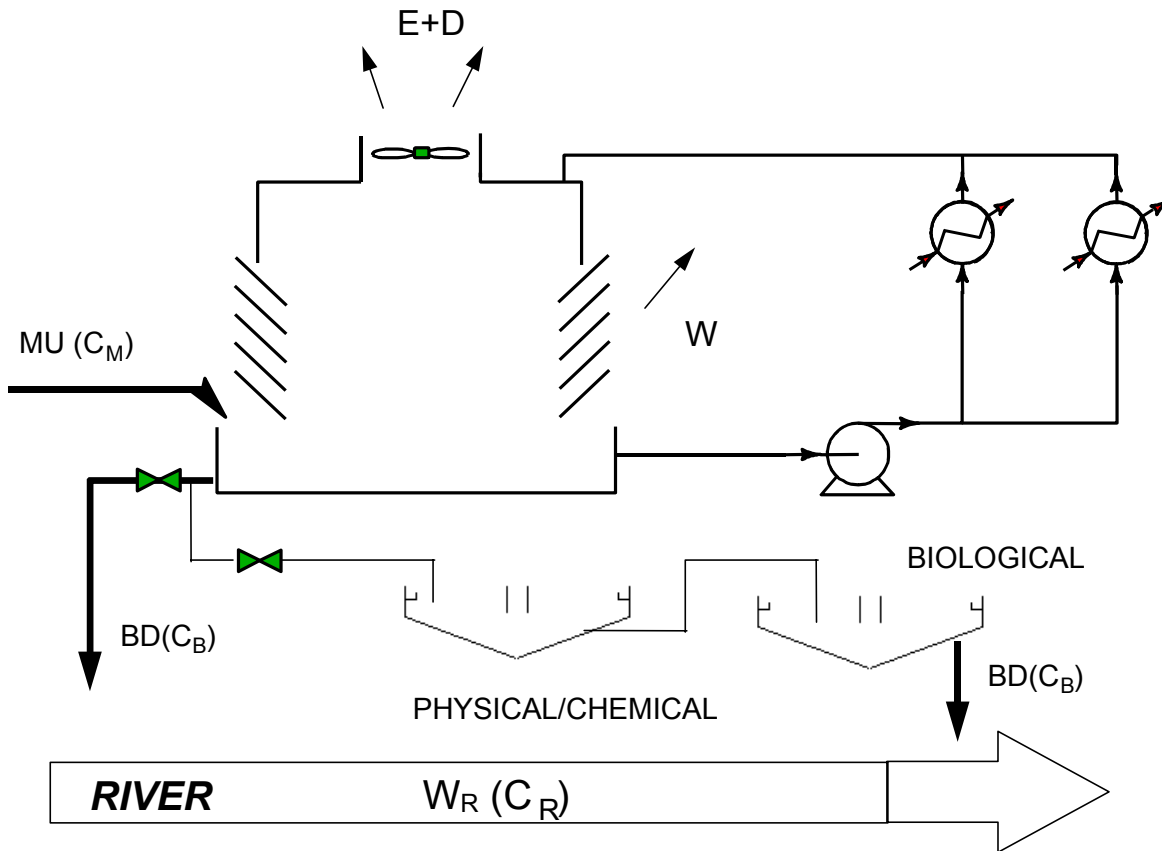 E+D
W
MU (C_M)
BIOLOGICAL
BD(C_B)
BD(C_B)
PHYSICAL/CHEMICAL
RIVER W_R (C_R)